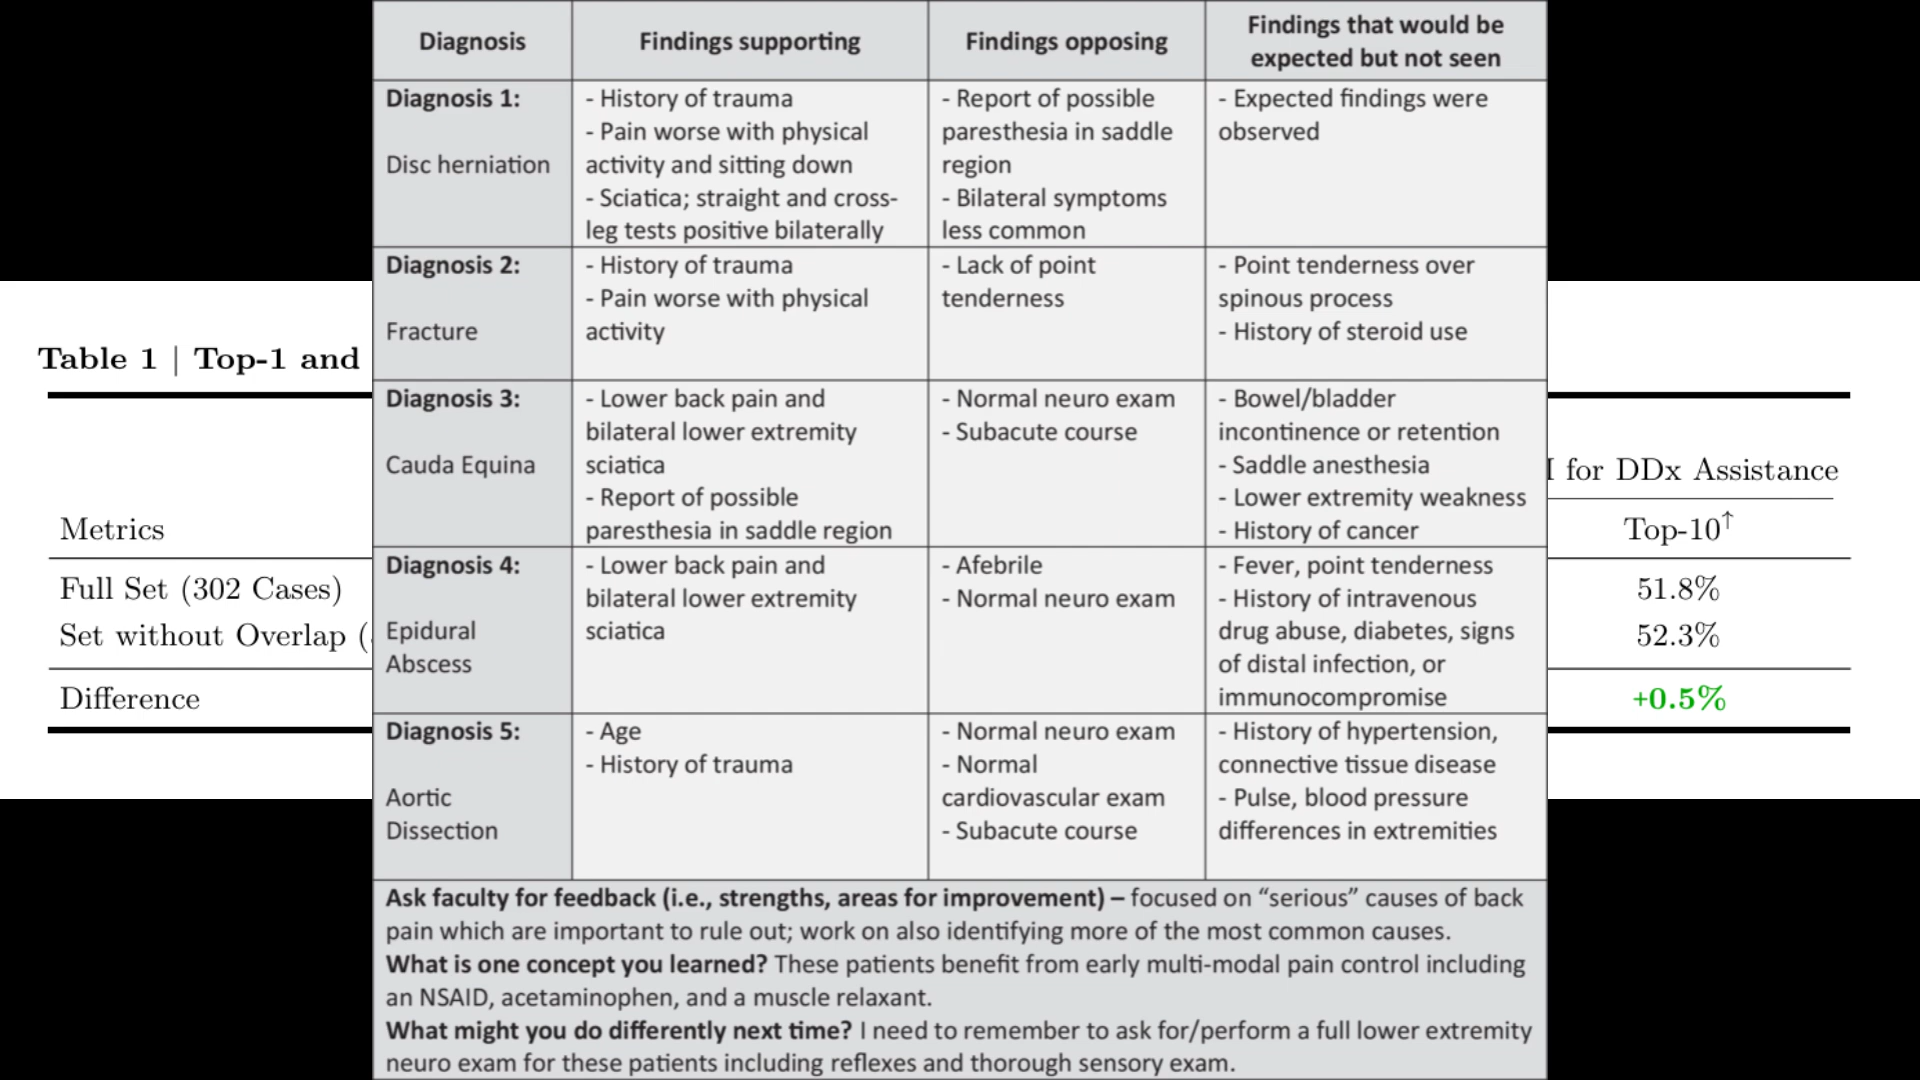 Diagnosis
Findings supporting
Findings opposing
Findings that would be
expected but not seen
Diagnosis 1:
Disc herniation
- History of trauma
- Pain worse with physical
activity and sitting down
- Sciatica; straight and cross-
leg tests positive bilaterally
- Report of possible
paresthesia in saddle
region
- Bilateral symptoms
less common
- Expected findings were
observed
Diagnosis 2:
Fracture
- History of trauma
- Pain worse with physical
activity
- Lack of point
tenderness
- Point tenderness over
spinous process
- History of steroid use
Diagnosis 3:
Cauda Equina
- Lower back pain and
bilateral lower extremity
sciatica
- Report of possible
paresthesia in saddle region
- Normal neuro exam
- Subacute course
- Bowel/bladder
incontinence or retention
- Saddle anesthesia
- Lower extremity weakness
- History of cancer
Diagnosis 4:
Epidural
Abscess
- Lower back pain and
bilateral lower extremity
sciatica
- Afebrile
- Normal neuro exam
- Fever, point tenderness
- History of intravenous
drug abuse, diabetes, signs
of distal infection, or
immunocompromise
Diagnosis 5:
Aortic
Dissection
- Age
- History of trauma
- Normal neuro exam
- Normal
cardiovascular exam
- Subacute course
- History of hypertension,
connective tissue disease
- Pulse, blood pressure
differences in extremities
Ask faculty for feedback (i.e., strengths, areas for improvement) – focused on “serious” causes of back
pain which are important to rule out; work on also identifying more of the most common causes.
What is one concept you learned? These patients benefit from early multi-modal pain control including
an NSAID, acetaminophen, and a muscle relaxant.
What might you do differently next time? I need to remember to ask for/perform a full lower extremity
neuro exam for these patients including reflexes and thorough sensory exam.
Table 1 | Top-1 and
for DDx Assistance
Metrics
Top-10↑
Full Set (302 Cases)
51.8%
Set without Overlap (
52.3%
Difference
+0.5%